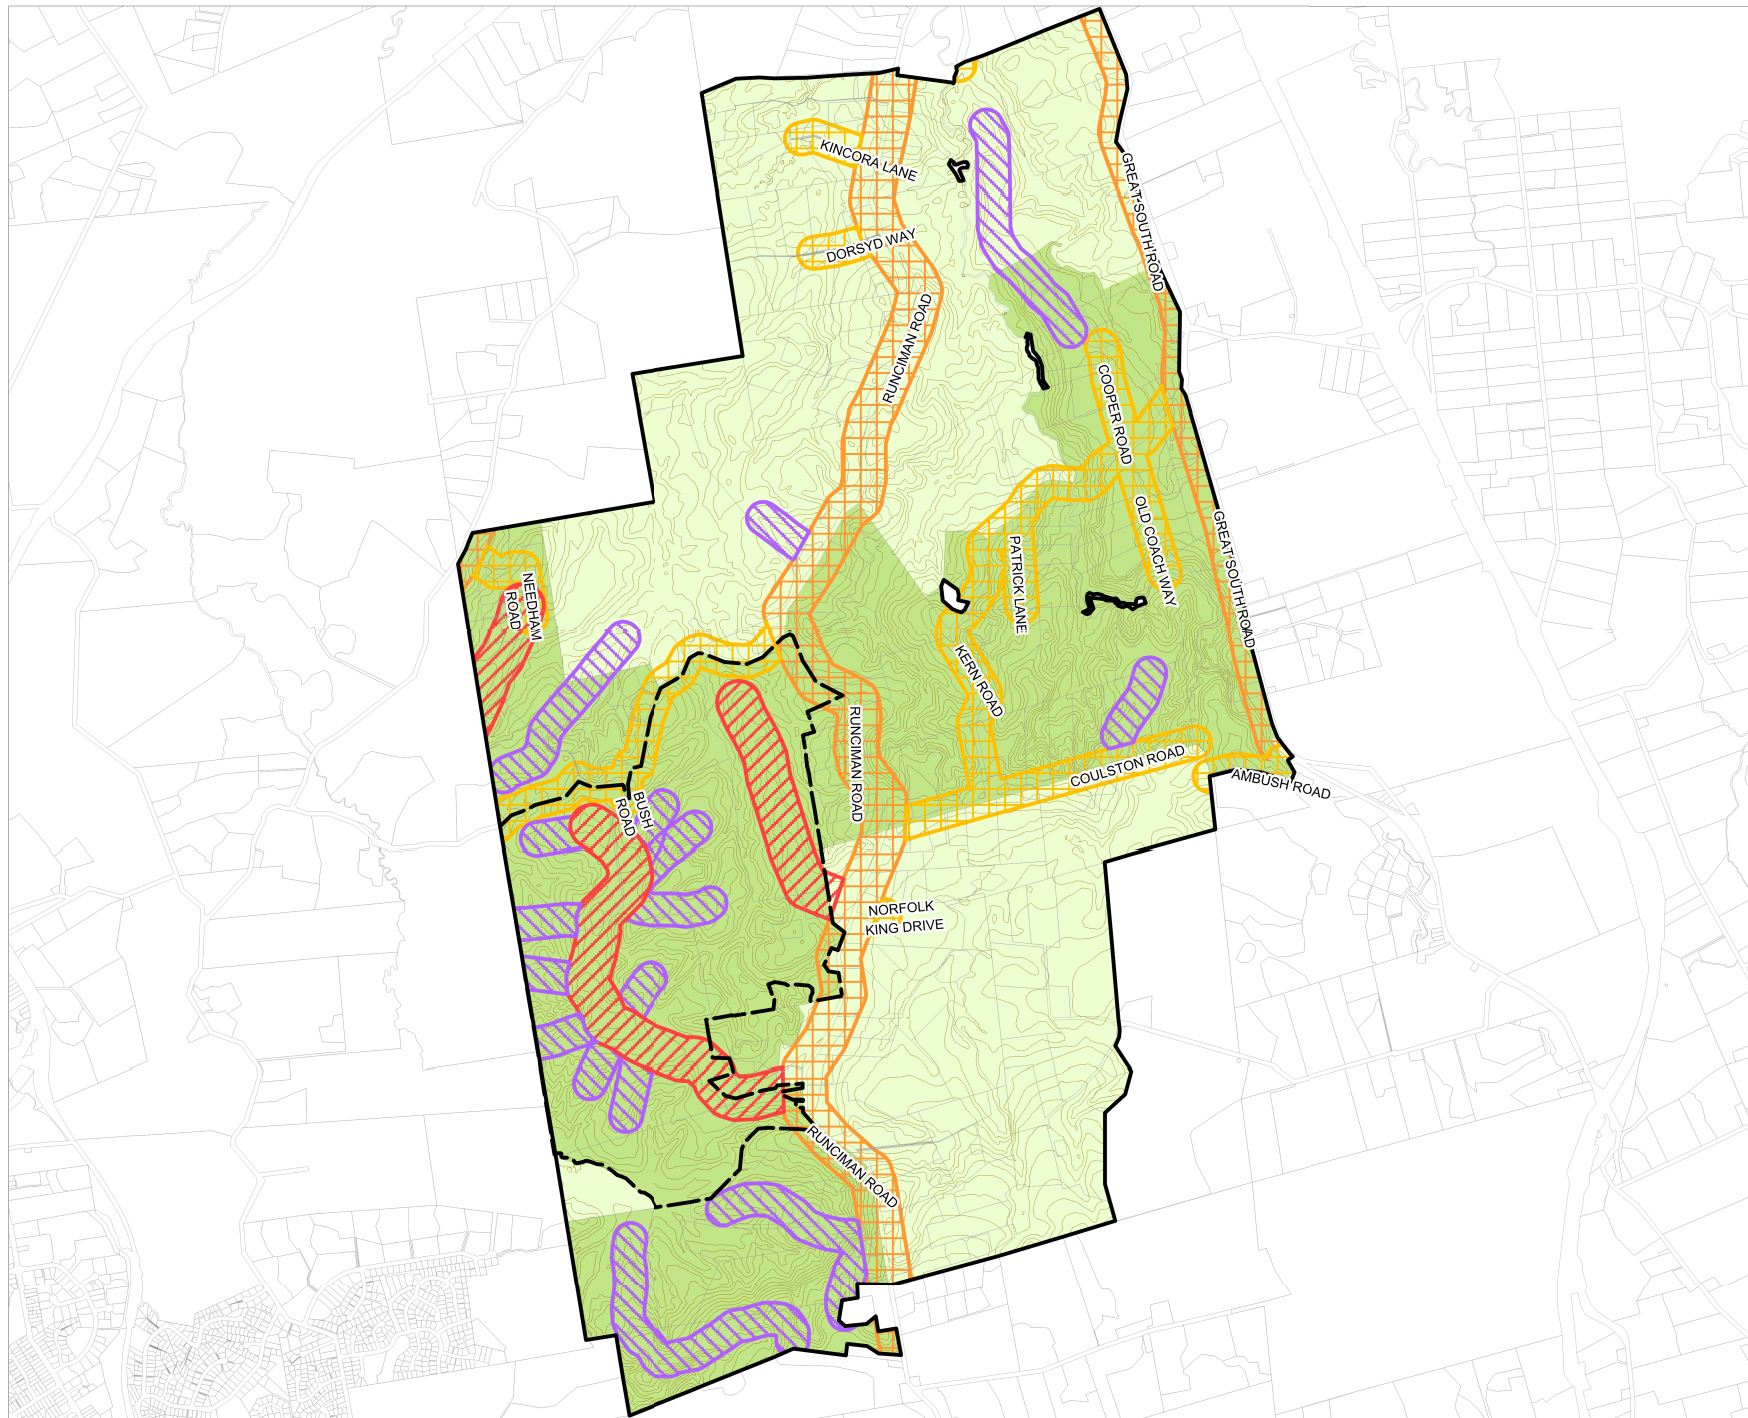 KINCORA LANE
GREAT SOUTH ROAD
DORSYD WAY
RUNCIMAN ROAD
COOPER ROAD
OLD COACH WAY
GREAT SOUTH ROAD
PATRICK LANE
NEEDHAM
ROAD
KERN ROAD
RUNCIMAN ROAD
COULSTON ROAD
AMBUSH ROAD
BUSH
ROAD
NORFOLK
KING DRIVE
RUNCIMAN ROAD